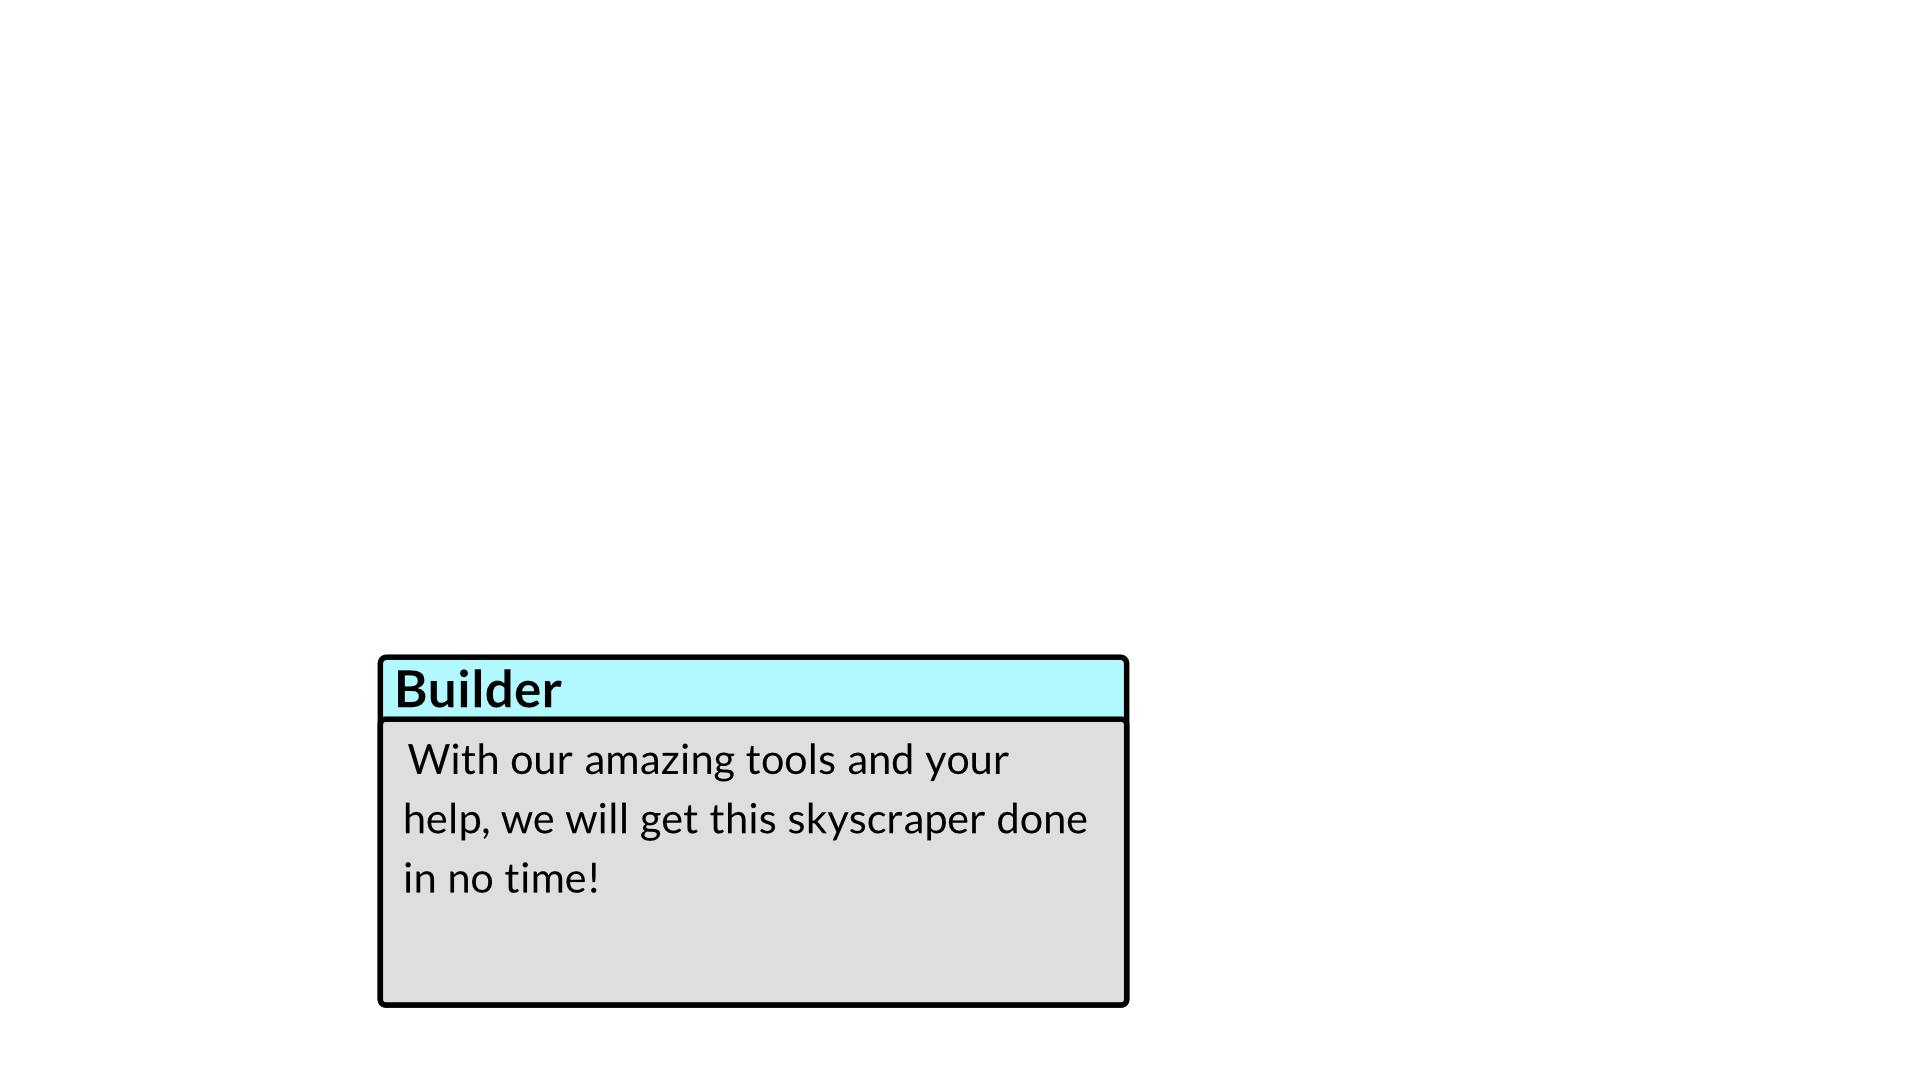 Builder
With our amazing tools and your
help, we will get this skyscraper done
in no time!